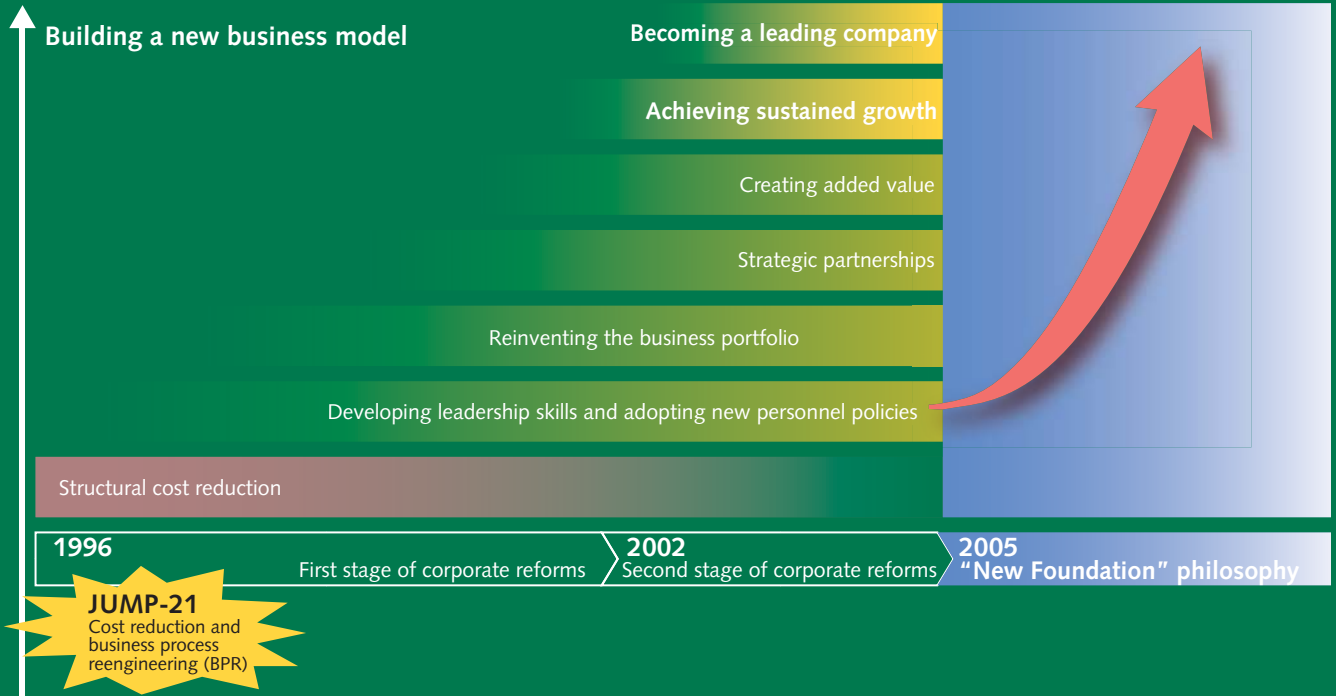 Building a new business model
Becoming a leading company
Achieving sustained growth
Creating added value
Strategic partnerships
Reinventing the business portfolio
Developing leadership skills and adopting new personnel policies
Structural cost reduction
1996
First stage of corporate reforms
2002
Second stage of corporate reforms
2005
“New Foundation” philosophy
JUMP-21
Cost reduction and
business process
reengineering (BPR)